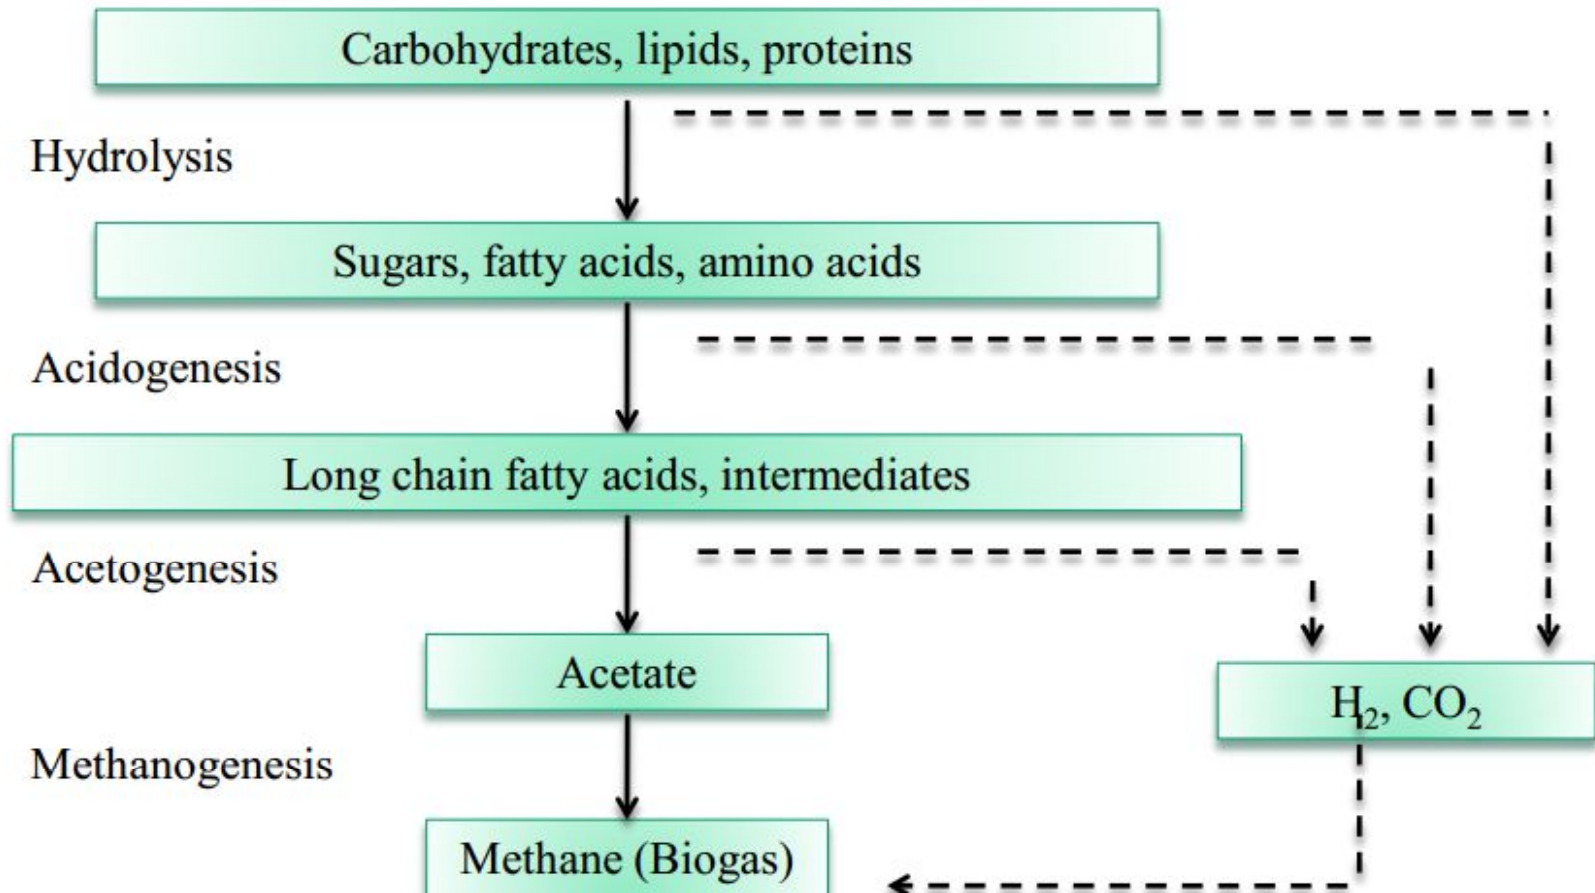 Carbohydrates, lipids, proteins
Hydrolysis
Sugars, fatty acids, amino acids
Acidogenesis
Long chain fatty acids, intermediates
Acetogenesis
Acetate
H₂, CO₂
Methanogenesis
Methane (Biogas)